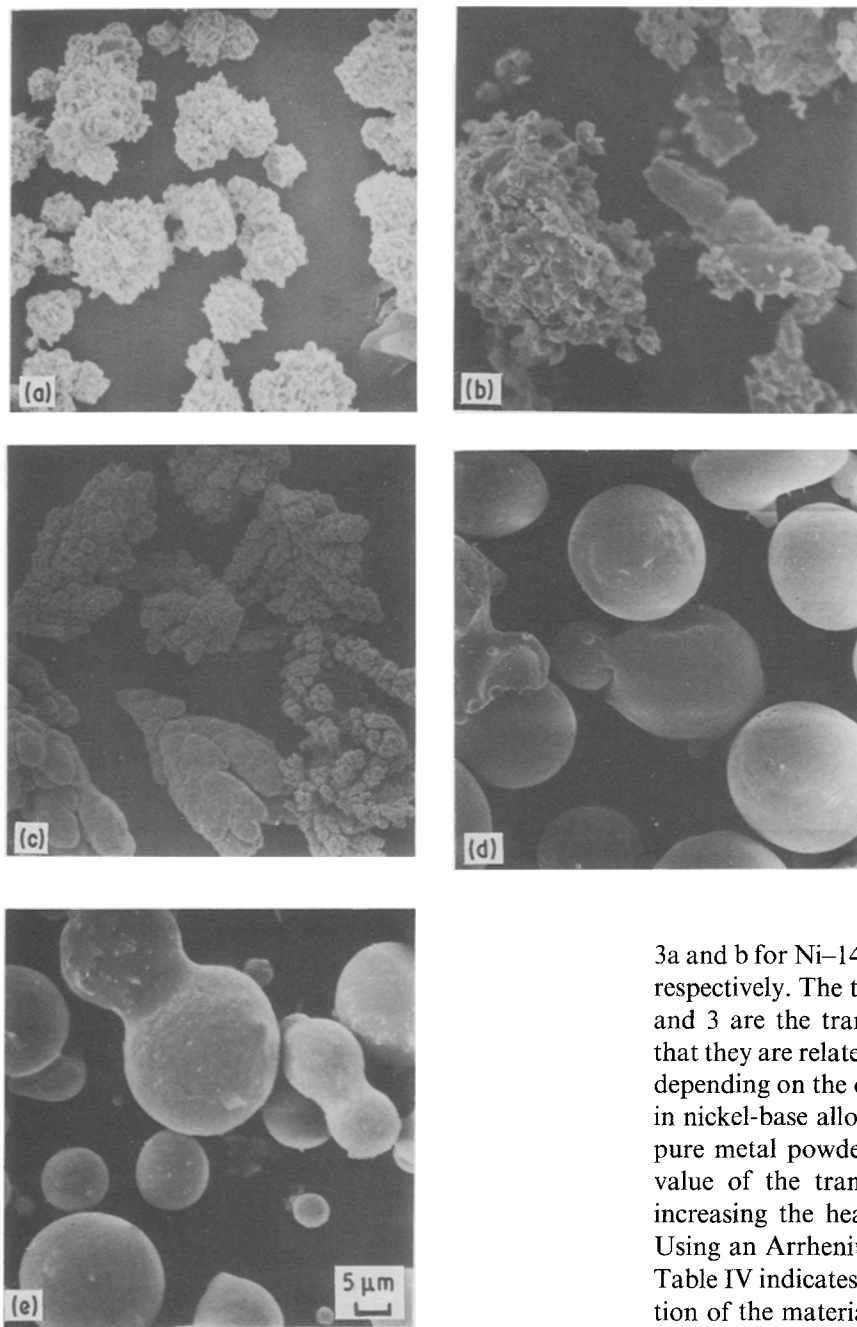 (a)
(b)
(c)
(d)
(e)
5 µm
3a and b for Ni–14
respectively. The t
and 3 are the tran
that they are relate
depending on the
in nickel-base allo
pure metal powde
value of the tran
increasing the hea
Using an Arrheni
Table IV indicates
tion of the materia